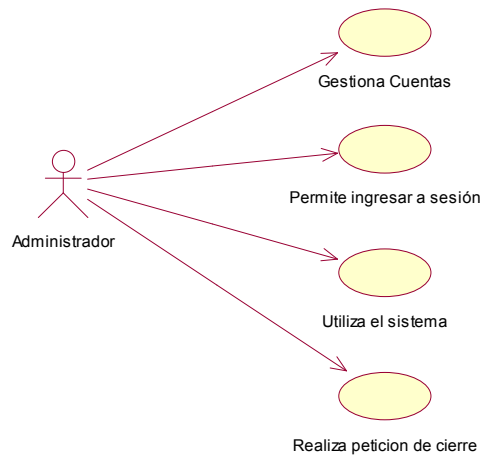 Gestiona Cuentas
Permite ingresar a sesión
Administrador
Utiliza el sistema
Realiza peticion de cierre